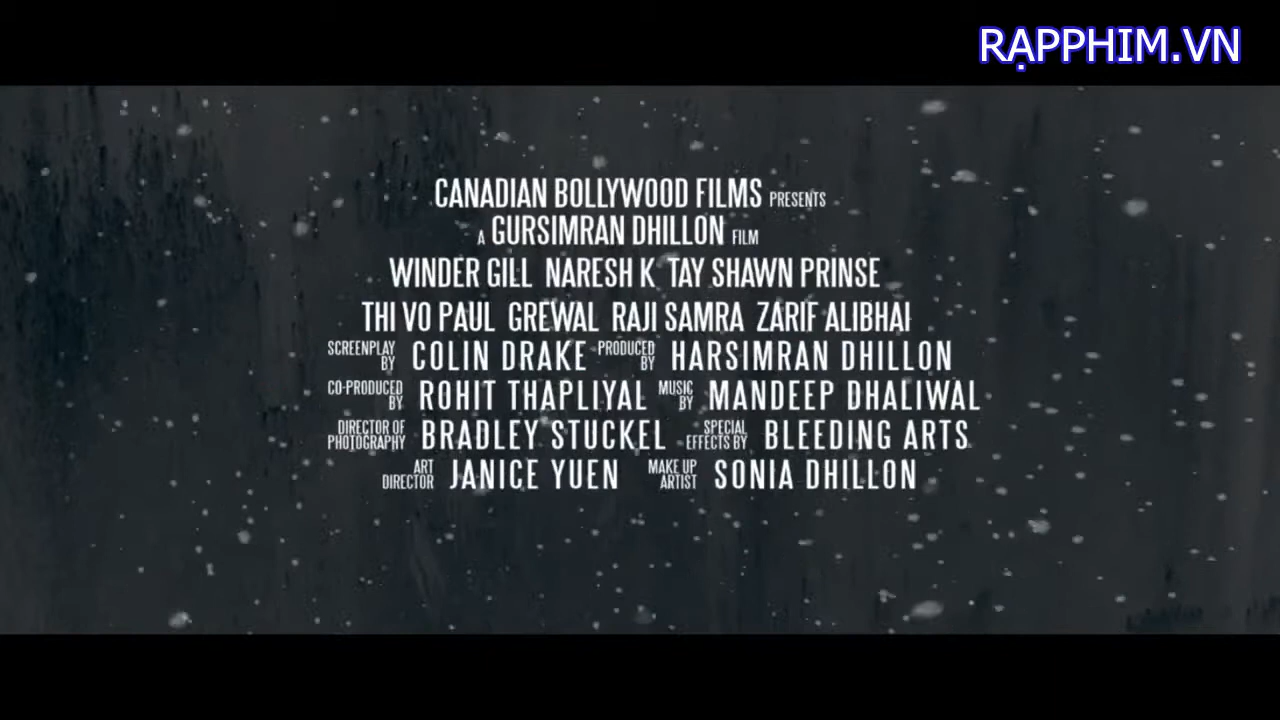 RẠPPHIM.VN
CANADIAN BOLLYWOOD FILMS PRESENTS
A GURSIMRAN DHILLON FILM
WINDER GILL NARESH K TAY SHAWN PRINSE
THI VO PAUL GREWAL RAJI SAMRA ZARIF ALIBHAI
SCREENPLAY BY COLIN DRAKE PRODUCED BY HARSIMRAN DHILLON
CO-PRODUCED BY ROHIT THAPLIYAL MUSIC BY MANDEEP DHALIWAL
DIRECTOR OF PHOTOGRAPHY BRADLEY STUCKEL SPECIAL EFFECTS BY BLEEDING ARTS
ART DIRECTOR JANICE YUEN MAKE UP ARTIST SONIA DHILLON